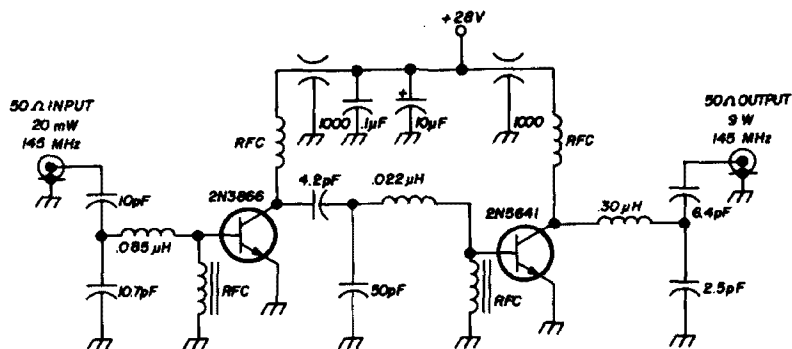 +28V
50Ω INPUT
20 mW
145 MHz
1000
.1µF
10µF
1000
50Ω OUTPUT
9 W
145 MHz
RFC
RFC
10pF
2N3866
4.2pF
.022µH
2N5641
.30µH
6.4pF
.085µH
10.7pF
RFC
50pF
RFC
2.5pF
+